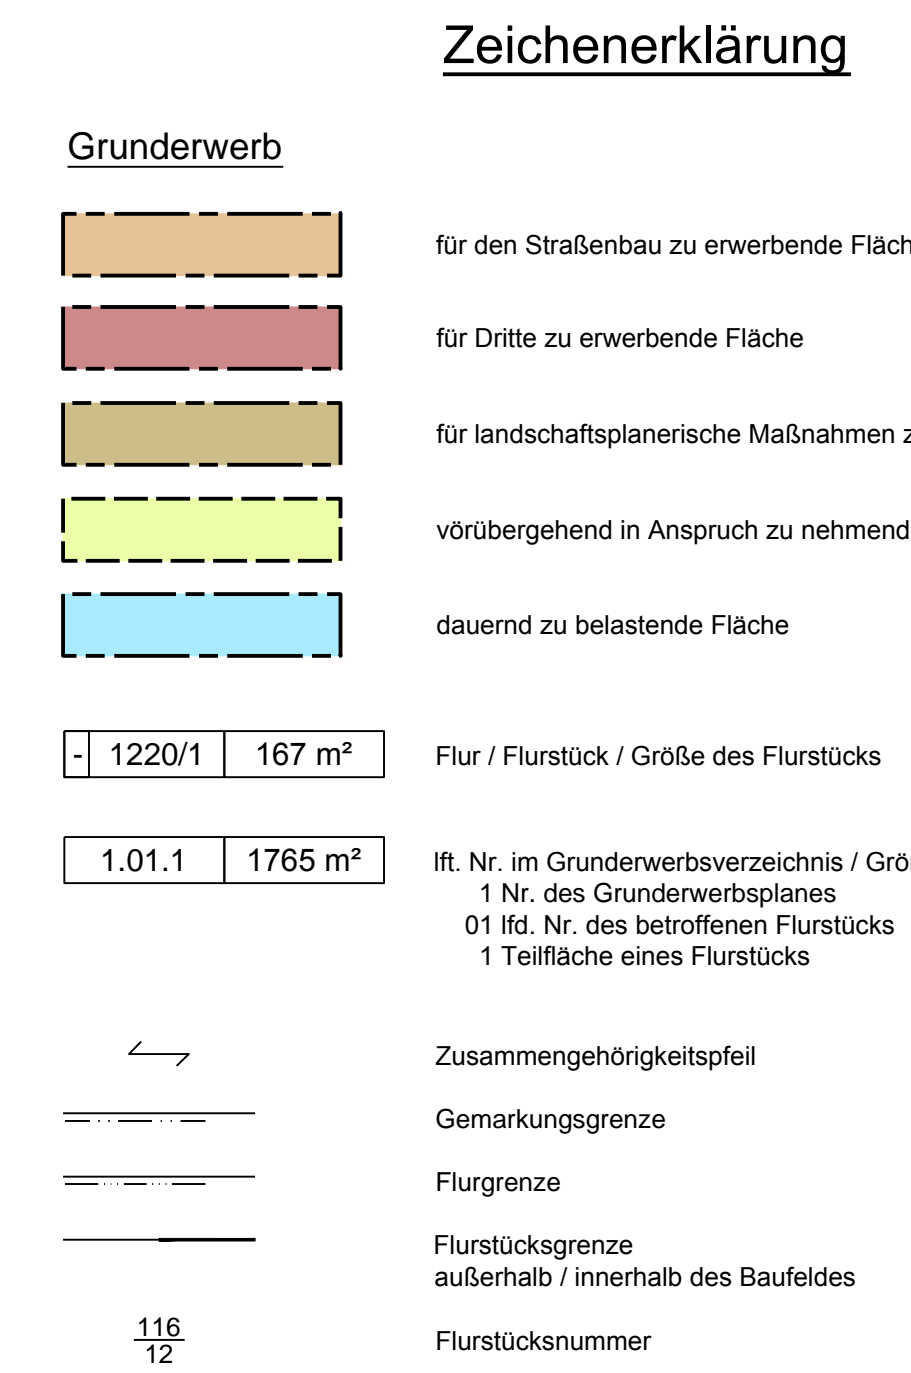 Zeichenerklärung
Grunderwerb
für den Straßenbau zu erwerbende Fläch
für Dritte zu erwerbende Fläche
für landschaftsplanerische Maßnahmen z
vörübergehend in Anspruch zu nehmend
dauernd zu belastende Fläche
- 1220/1 167 m² Flur / Flurstück / Größe des Flurstücks
1.01.1 1765 m² lft. Nr. im Grunderwerbsverzeichnis / Grö
1 Nr. des Grunderwerbsplanes
01 lfd. Nr. des betroffenen Flurstücks
1 Teilfläche eines Flurstücks
Zusammengehörigkeitspfeil
Gemarkungsgrenze
Flurgrenze
Flurstücksgrenze
außerhalb / innerhalb des Baufeldes
116
12
Flurstücksnummer